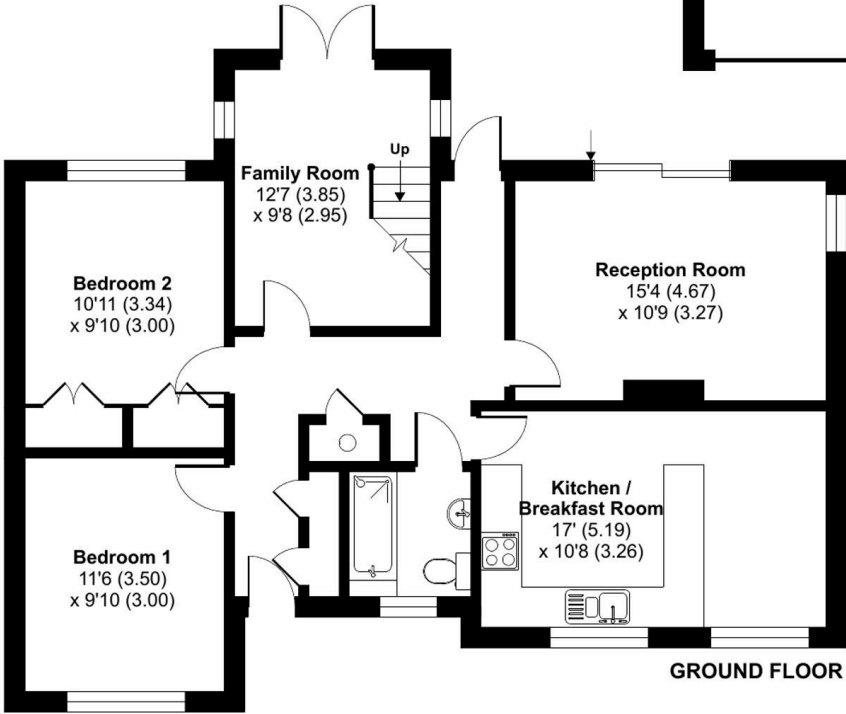 Up
Family Room
12'7 (3.85)
x 9'8 (2.95)
Bedroom 2
10'11 (3.34)
x 9'10 (3.00)
Reception Room
15'4 (4.67)
x 10'9 (3.27)
Kitchen /
Breakfast Room
17' (5.19)
x 10'8 (3.26)
Bedroom 1
11'6 (3.50)
x 9'10 (3.00)
GROUND FLOOR